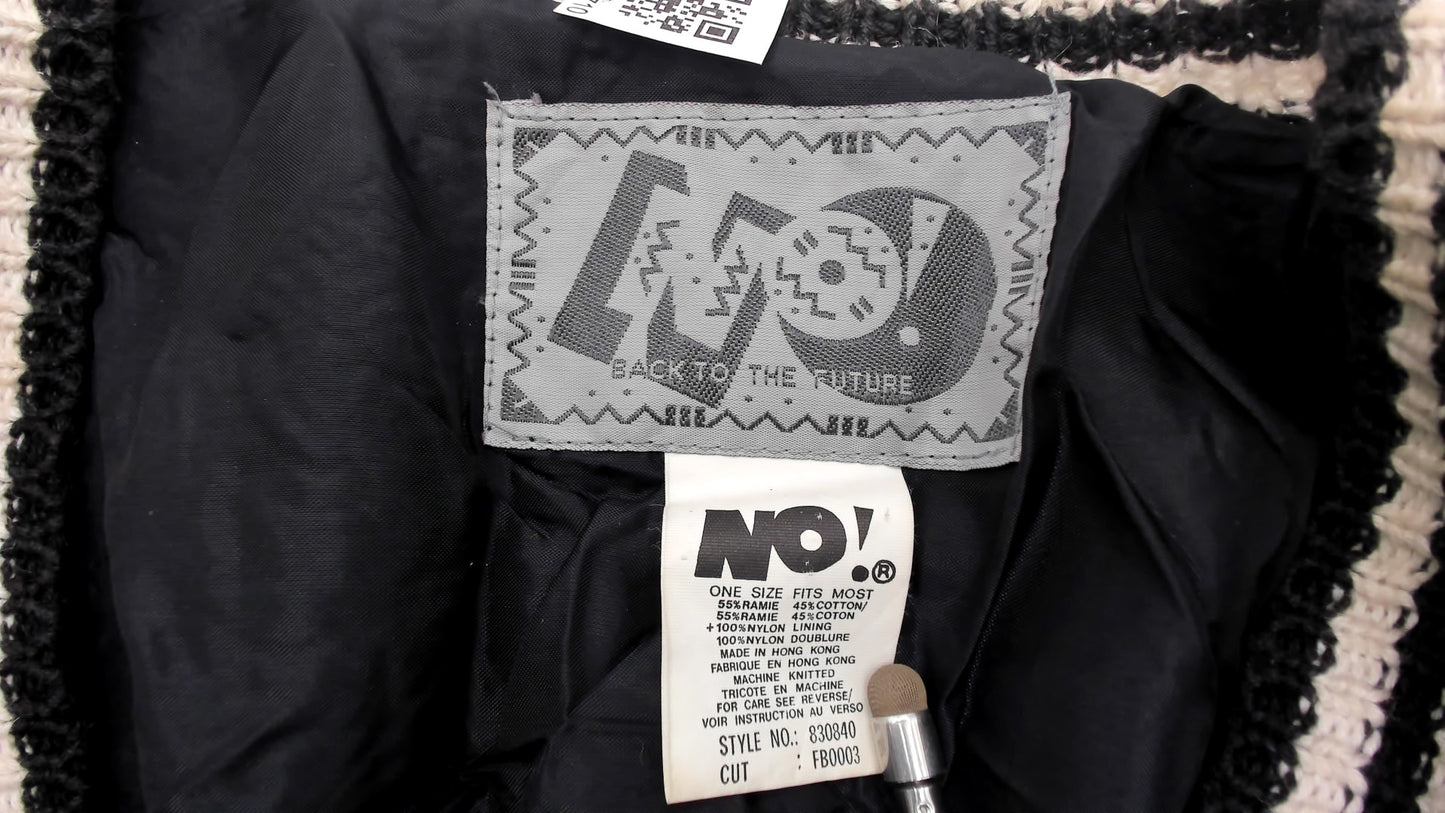 710
NO!
BACK TO THE FUTURE
NO!®
ONE SIZE FITS MOST
55%RAMIE 45%COTTON/
55%RAMIE 45%COTON
+100%NYLON LINING
100%NYLON DOUBLURE
MADE IN HONG KONG
FABRIQUE EN HONG KONG
MACHINE KNITTED
TRICOTE EN MACHINE
FOR CARE SEE REVERSE/
VOIR INSTRUCTION AU VERSO
STYLE NO.: 830840
CUT : FB0003